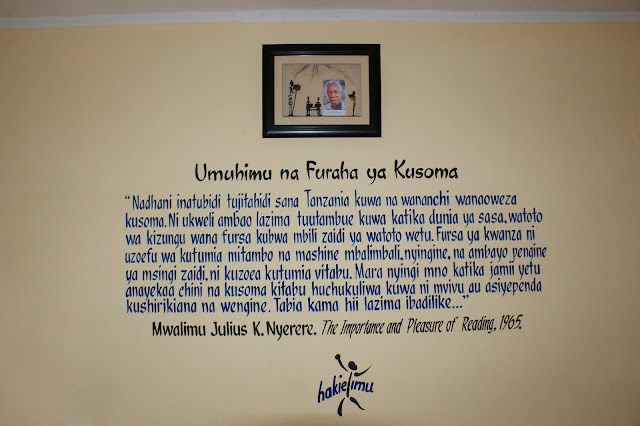 Umuhimu na Furaha ya Kusoma
"Nadhani inatubidi tujitahidi sana Tanzania kuwa na wananchi wanaoweza
kusoma. Ni ukweli ambao lazima tuutambue kuwa katika dunia ya sasa, watoto
wa kizungu wana fursa kubwa mbili zaidi ya watoto wetu. Fursa ya kwanza ni
uzoefu wa kutumia mitambo na mashine mbalimbali, nyingine, na ambayo pengine
ya msingi zaidi, ni kuzoea kutumia vitabu. Mara nyingi mno katika jamii yetu
anayekaa chini na kusoma kitabu huchukuliwa kuwa ni mvivu au asiyependa
kushirikiana na wengine. Tabia kama hii lazima ibadilike..."
Mwalimu Julius K. Nyerere. The Importance and Pleasure of Reading, 1965.
hakielimu